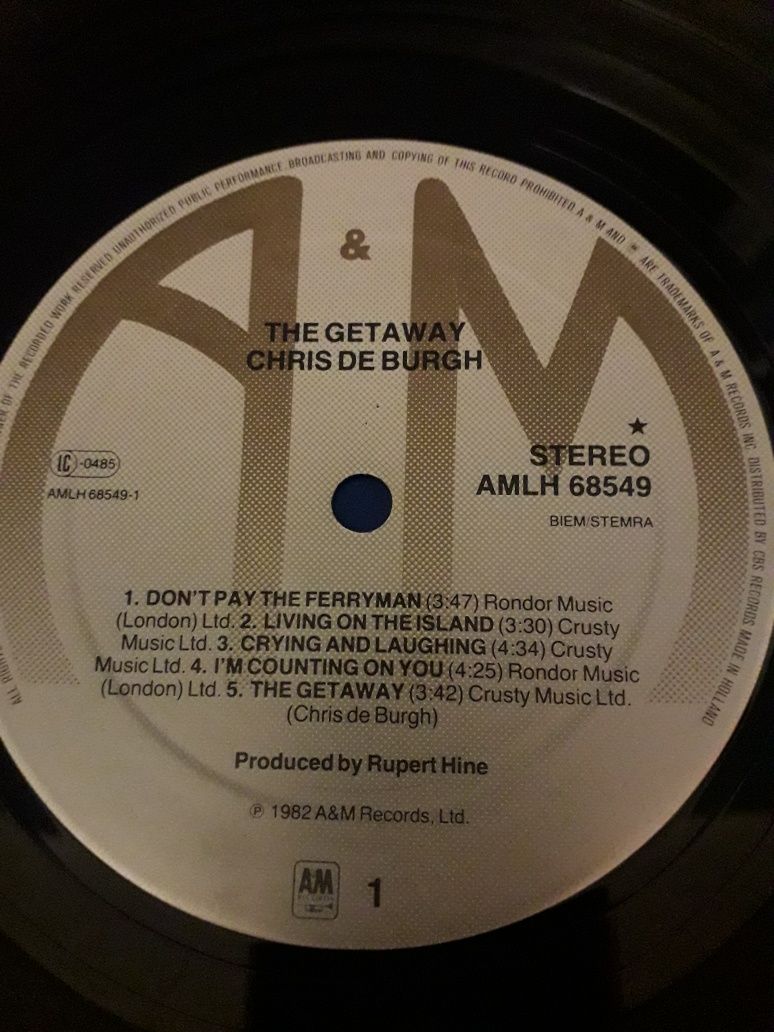 NER OF THE RECORDED WORK RESERVED UNAUTHORIZED PUBLIC PERFORMANCE BROADCASTING AND COPYING OF THIS RECORD PROHIBITED A & M AND ARE TRADEMARKS OF A & M RECORDS INC. DISTRIBUTED BY CBS RECORDS MADE IN HOLLAND
A & M
THE GETAWAY
CHRIS DE BURGH
★
LC-0485
STEREO
AMLH 68549-1
AMLH 68549
BIEM/STEMRA
1. DON'T PAY THE FERRYMAN (3:47) Rondor Music
(London) Ltd. 2. LIVING ON THE ISLAND (3:30) Crusty
Music Ltd. 3. CRYING AND LAUGHING (4:34) Crusty
Music Ltd. 4. I'M COUNTING ON YOU (4:25) Rondor Music
(London) Ltd. 5. THE GETAWAY (3:42) Crusty Music Ltd.
(Chris de Burgh)
Produced by Rupert Hine
℗ 1982 A&M Records, Ltd.
AM
RECORDS
1
ALL RIGHTS